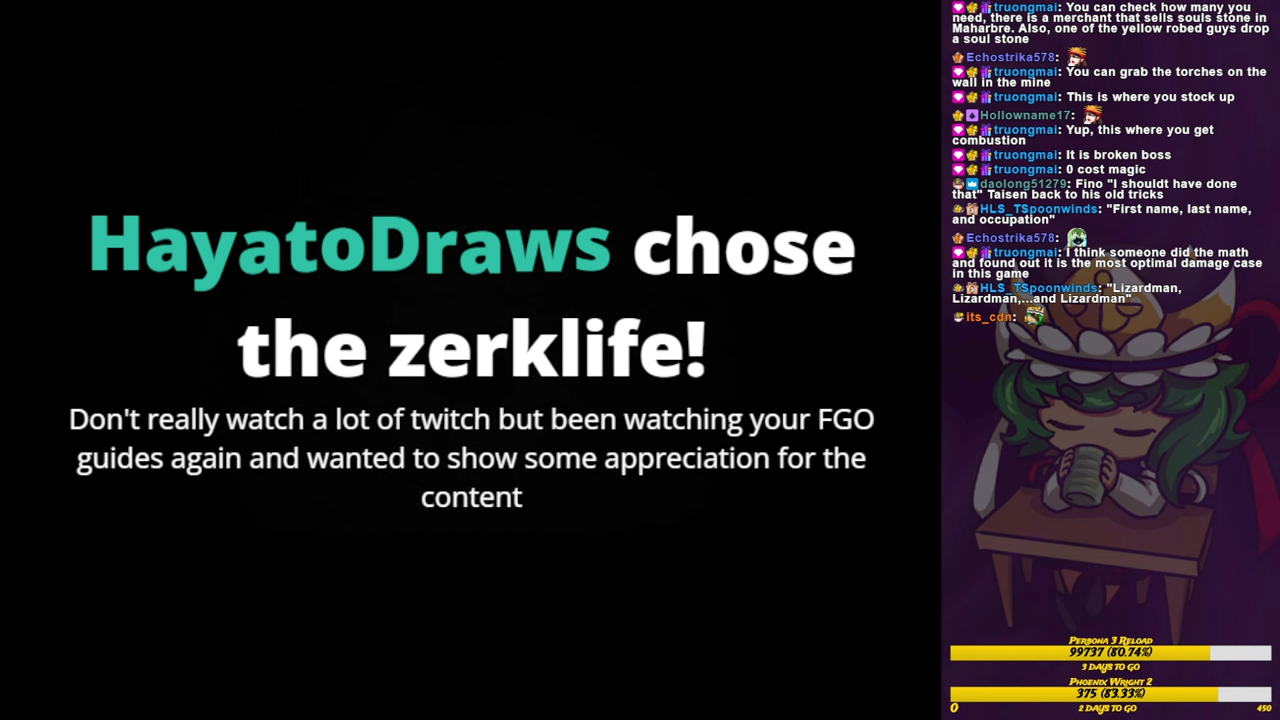 HayatoDraws chose
the zerklife!
Don't really watch a lot of twitch but been watching your FGO
guides again and wanted to show some appreciation for the
content
truongmai: You can check how many you
need, there is a merchant that sells souls stone in
Maharbre. Also, one of the yellow robed guys drop
a soul stone
Echostrika578:
truongmai: You can grab the torches on the
wall in the mine
truongmai: This is where you stock up
Hollowname17:
truongmai: Yup, this where you get
combustion
truongmai: It is broken boss
truongmai: 0 cost magic
daolong51279: Fino "I shouldt have done
that" Taisen back to his old tricks
HLS_TSpoonwinds: "First name, last name,
and occupation"
Echostrika578:
truongmai: I think someone did the math
and found out it is the most optimal damage case
in this game
HLS_TSpoonwinds: "Lizardman,
Lizardman,...and Lizardman"
its_cdn:
Persona 3 Reload
99737 (80.74%)
3 days to go
Phoenix Wright 2
375 (83.33%)
0 2 days to go 450